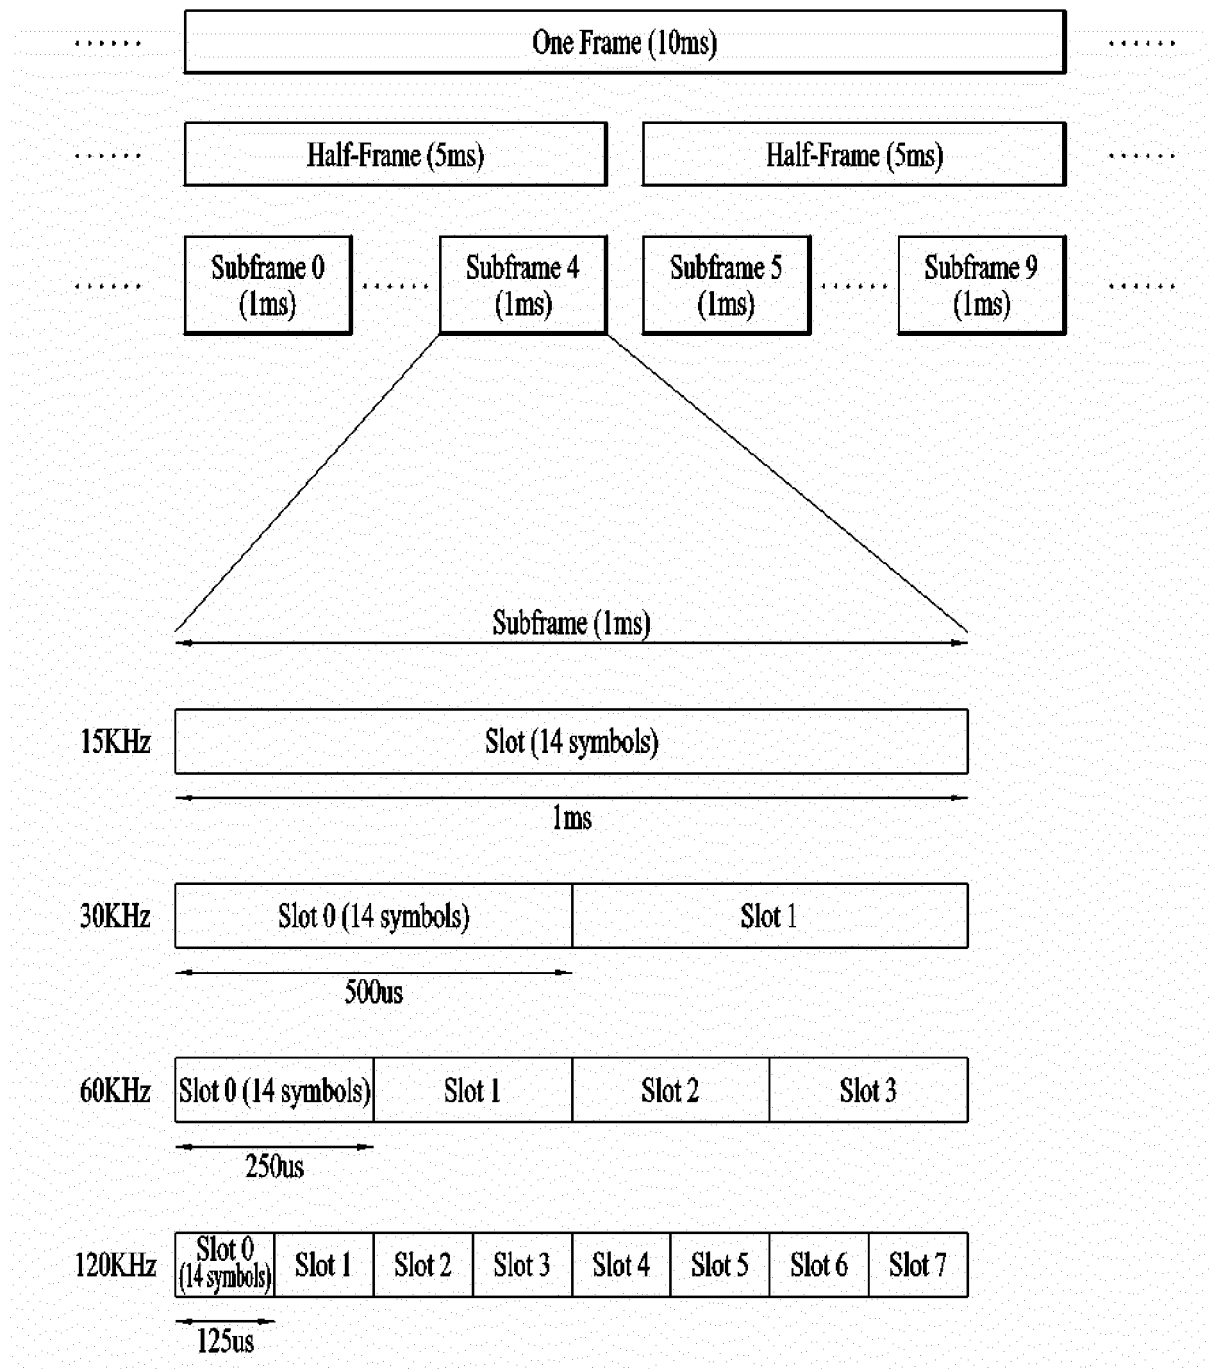 ...... One Frame (10ms) ......
...... Half-Frame (5ms) Half-Frame (5ms) ......
Subframe 0 Subframe 4 Subframe 5 Subframe 9
...... (1ms) ...... (1ms) (1ms) ...... (1ms) ......
Subframe (1ms)
15KHz Slot (14 symbols)
1ms
30KHz Slot 0 (14 symbols) Slot 1
500us
60KHz Slot 0 (14 symbols) Slot 1 Slot 2 Slot 3
250us
120KHz Slot 0 (14 symbols) Slot 1 Slot 2 Slot 3 Slot 4 Slot 5 Slot 6 Slot 7
125us